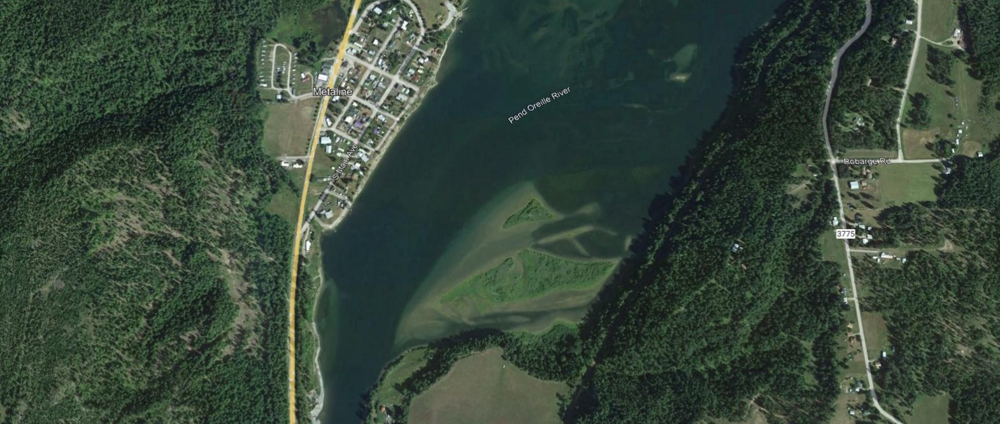 Metaline
Pend Oreille River
S Main Ave
Robarge Rd
3775